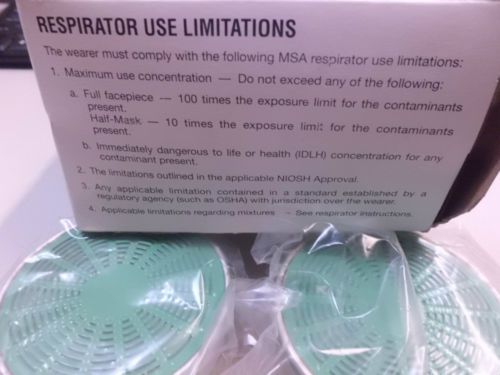 RESPIRATOR USE LIMITATIONS
The wearer must comply with the following MSA respirator use limitations:
1. Maximum use concentration — Do not exceed any of the following:
a. Full facepiece — 100 times the exposure limit for the contaminants
present.
Half-Mask — 10 times the exposure limit for the contaminants
present.
b. Immediately dangerous to life or health (IDLH) concentration for any
contaminant present.
2. The limitations outlined in the applicable NIOSH Approval.
3. Any applicable limitation contained in a standard established by a
regulatory agency (such as OSHA) with jurisdiction over the wearer.
4. Applicable limitations regarding mixtures — See respirator instructions.